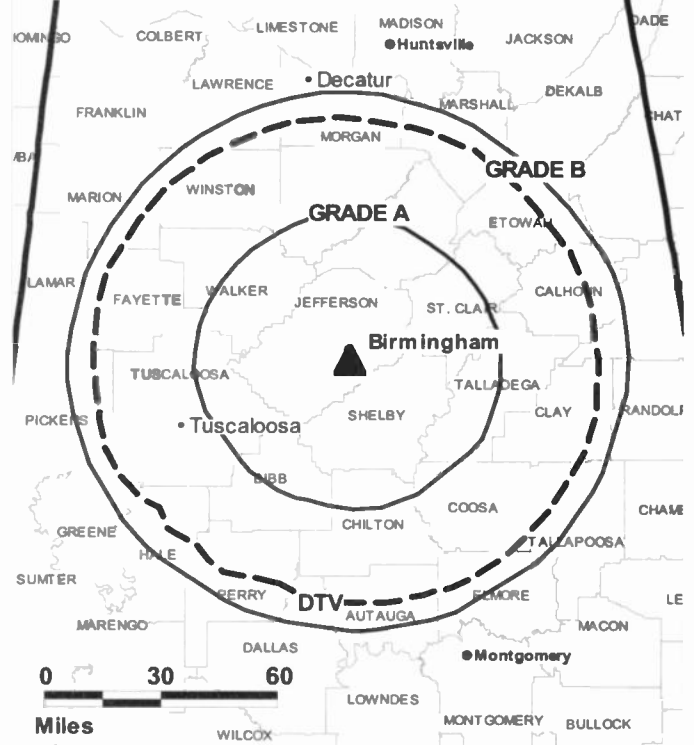 DADE
LIMESTONE
MADISON
COLBERT
Huntsville
JACKSON
Decatur
LAWRENCE
DEKALB
MARSHALL
FRANKLIN
MORGAN
GRADE B
WINSTON
MARION
GRADE A
ETOWAH
LAMAR
WALKER
CALHOUN
FAYETTE
JEFFERSON
ST. CLAIR
Birmingham
TUSCALOOSA
TALLADEGA
SHELBY
CLAY
PICKENS
Tuscaloosa
BIBB
COOSA
CHILTON
GREENE
TALLAPOOSA
HALE
SUMTER
PERRY
DTV
ELMORE
AUTAUGA
MARENGO
MACON
DALLAS
Montgomery
0 30 60
LOWNDES
Miles
MONTGOMERY
BULLOCK
WILCOX